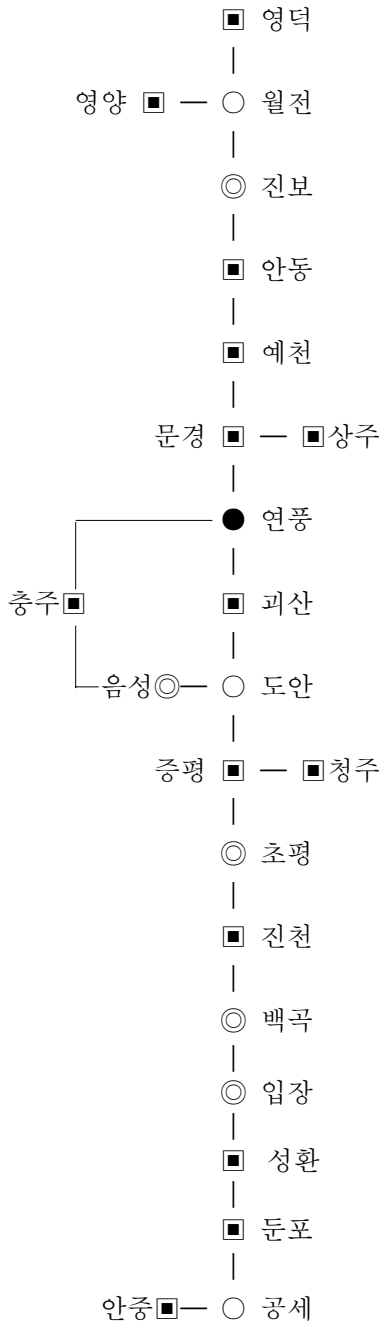 ▣ 영덕
영양 ▣ ― ○ 월전
◎ 진보
▣ 안동
▣ 예천
문경 ▣ ― ▣상주
● 연풍
충주▣ ▣ 괴산
음성◎― ○ 도안
증평 ▣ ― ▣청주
◎ 초평
▣ 진천
◎ 백곡
◎ 입장
▣ 성환
▣ 둔포
안중▣― ○ 공세